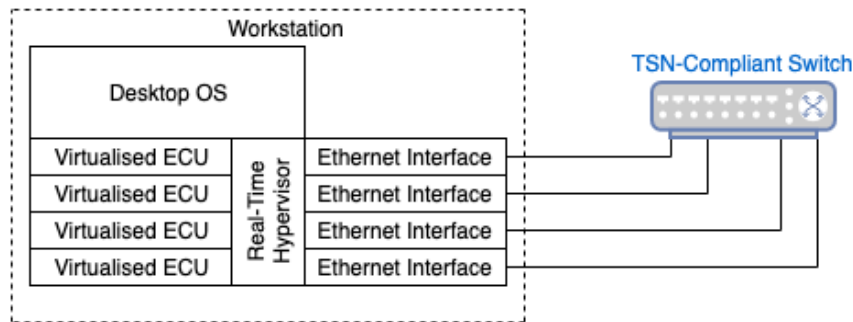 Workstation
TSN-Compliant Switch
Desktop OS
Virtualised ECU
Ethernet Interface
Virtualised ECU
Ethernet Interface
Virtualised ECU
Ethernet Interface
Virtualised ECU
Ethernet Interface
Real-Time
Hypervisor